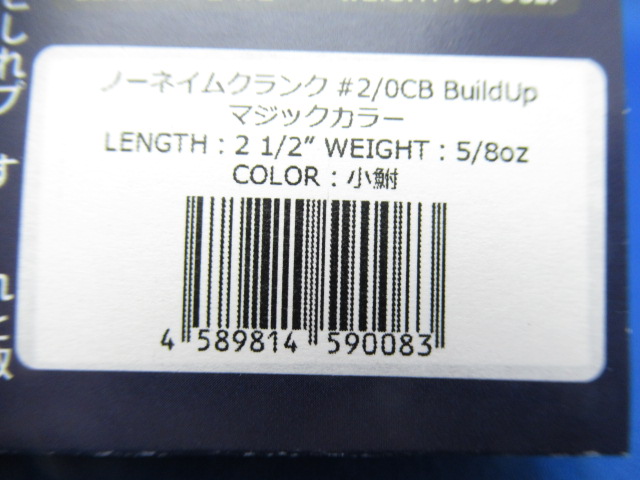 ノーネイムクランク #2/0CB BuildUp
マジックカラー
LENGTH：2 1/2” WEIGHT：5/8oz
COLOR：小鮒
4 589814 590083